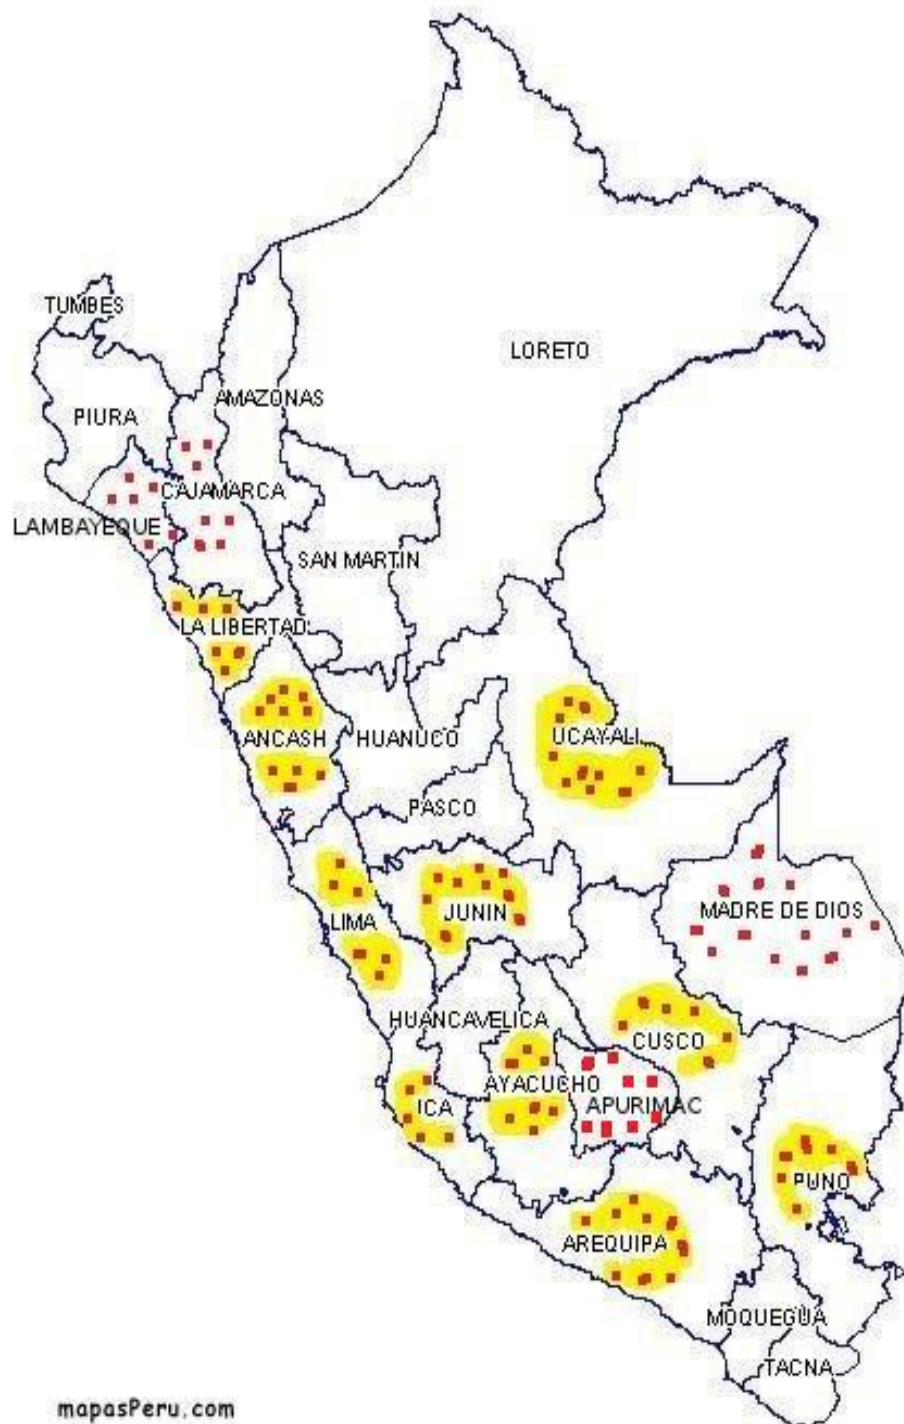 TUMBES
LORETO
AMAZONAS
PIURA
CAJAMARCA
LAMBAYEQUE
SAN MARTIN
LA LIBERTAD
ANCASH
HUANUCO
UCAYALI
PASCO
LIMA
JUNIN
MADRE DE DIOS
HUANCAVELICA
CUSCO
AYACUCHO
ICA
APURIMAC
PUNO
AREQUIPA
MOQUEGUA
TACNA
mapasPeru.com